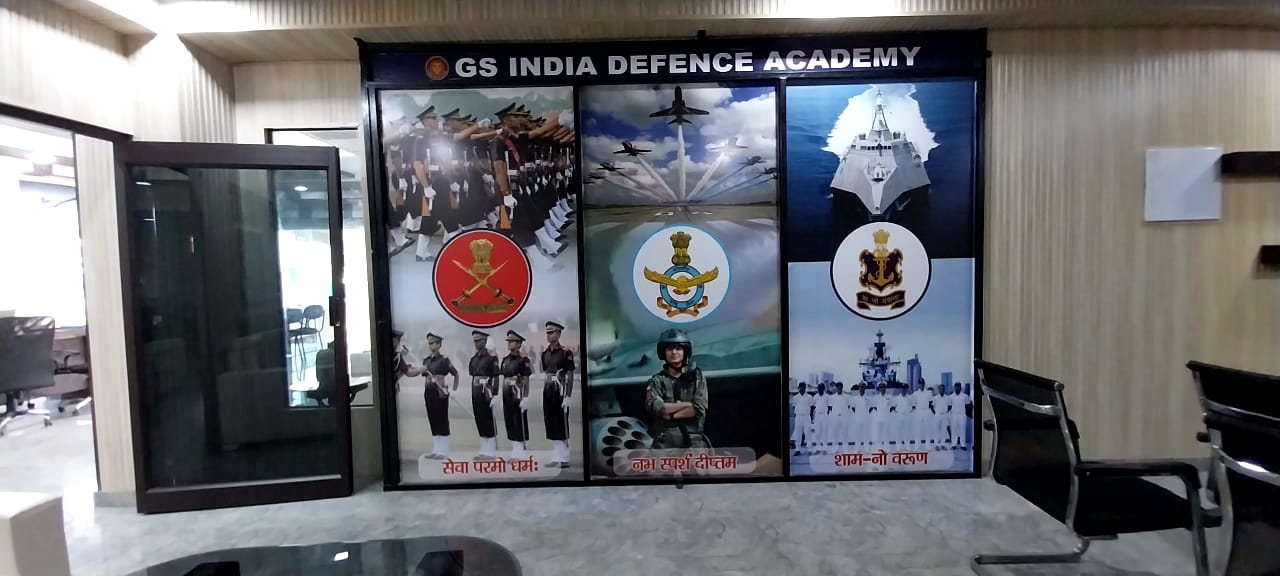 GS INDIA DEFENCE ACADEMY
सेवा परमो धर्मः
नभ स्पर्श दीप्तम
शाम-नो वरूण